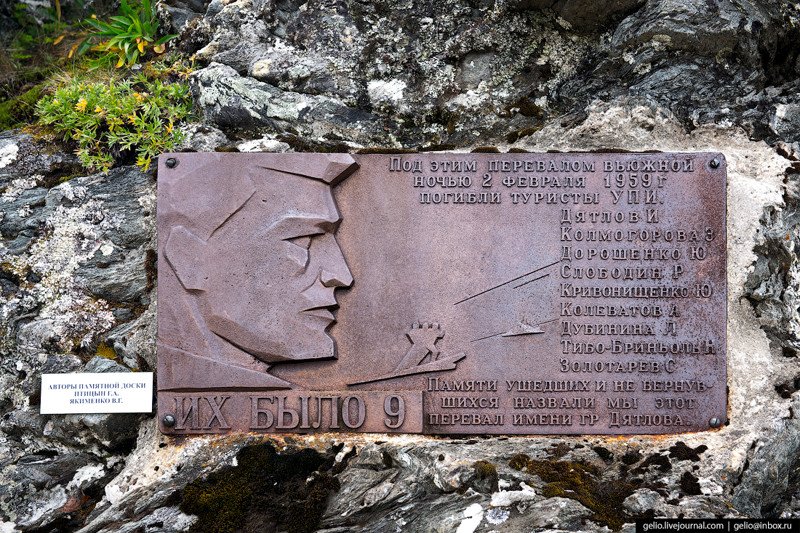 Под этим перевалом вьюжной
ночью 2 февраля 1959 г
погибли туристы УПИ.
Дятлов И
Колмогорова З
Дорошенко Ю
Слободин Р
Кривонищенко Ю
Колеватов А
Дубинина Л
Тибо-Бриньоль Н
Золотарев С
ИХ БЫЛО 9
Памяти ушедших и не вернув-
шихся назвали мы этот
перевал имени гр Дятлова.
АВТОРЫ ПАМЯТНОЙ ДОСКИ
ПТИЦЫН Г.А.
ЯКИМЕНКО В.Г.
gelio.livejournal.com | gelio@inbox.ru